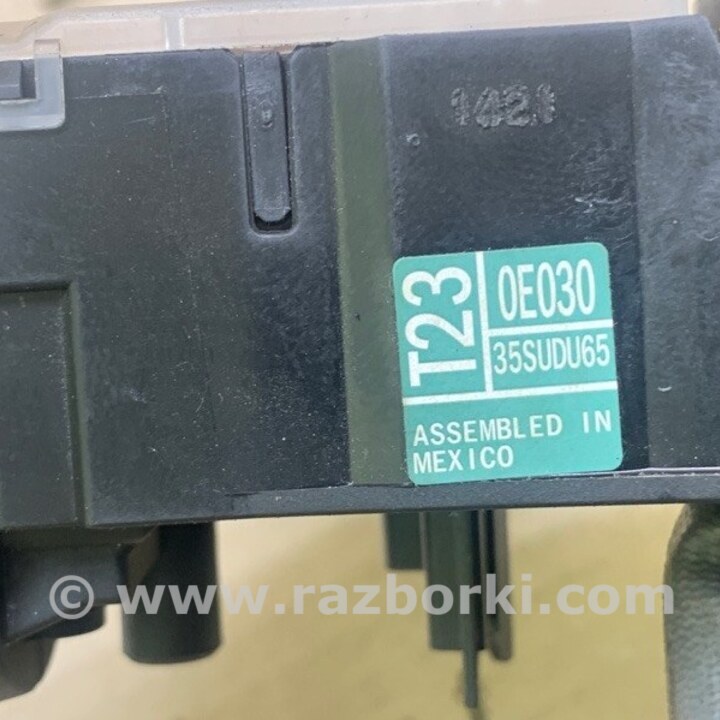 1421
T23
0E030
35SUDU65
ASSEMBLED IN
MEXICO
© www.razborki.com